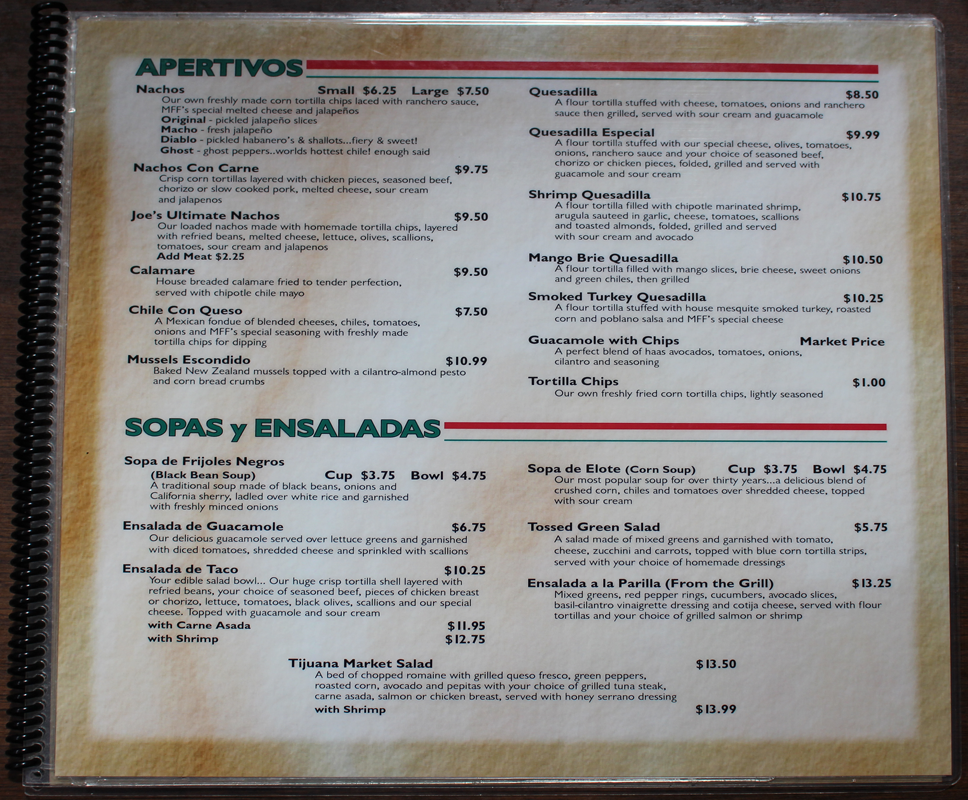 APERTIVOS
Nachos Small $6.25 Large $7.50
Our own freshly made corn tortilla chips laced with ranchero sauce,
MFF's special melted cheese and jalapeños
Original - pickled jalapeño slices
Macho - fresh jalapeño
Diablo - pickled habanero's & shallots...fiery & sweet!
Ghost - ghost peppers..worlds hottest chile! enough said
Nachos Con Carne $9.75
Crisp corn tortillas layered with chicken pieces, seasoned beef,
chorizo or slow cooked pork, melted cheese, sour cream
and jalapenos
Joe's Ultimate Nachos $9.50
Our loaded nachos made with homemade tortilla chips, layered
with refried beans, melted cheese, lettuce, olives, scallions,
tomatoes, sour cream and jalapenos
Add Meat $2.25
Calamare $9.50
House breaded calamare fried to tender perfection,
served with chipotle chile mayo
Chile Con Queso $7.50
A Mexican fondue of blended cheeses, chiles, tomatoes,
onions and MFF's special seasoning with freshly made
tortilla chips for dipping
Mussels Escondido $10.99
Baked New Zealand mussels topped with a cilantro-almond pesto
and corn bread crumbs
Quesadilla $8.50
A flour tortilla stuffed with cheese, tomatoes, onions and ranchero
sauce then grilled, served with sour cream and guacamole
Quesadilla Especial $9.99
A flour tortilla stuffed with our special cheese, olives, tomatoes,
onions, ranchero sauce and your choice of seasoned beef,
chorizo or chicken pieces, folded, grilled and served with
guacamole and sour cream
Shrimp Quesadilla $10.75
A flour tortilla filled with chipotle marinated shrimp,
arugula sauteed in garlic, cheese, tomatoes, scallions
and toasted almonds, folded, grilled and served
with sour cream and avocado
Mango Brie Quesadilla $10.50
A flour tortilla filled with mango slices, brie cheese, sweet onions
and green chiles, then grilled
Smoked Turkey Quesadilla $10.25
A flour tortilla stuffed with house mesquite smoked turkey, roasted
corn and poblano salsa and MFF's special cheese
Guacamole with Chips Market Price
A perfect blend of haas avocados, tomatoes, onions,
cilantro and seasoning
Tortilla Chips $1.00
Our own freshly fried corn tortilla chips, lightly seasoned
SOPAS y ENSALADAS
Sopa de Frijoles Negros
(Black Bean Soup) Cup $3.75 Bowl $4.75
A traditional soup made of black beans, onions and
California sherry, ladled over white rice and garnished
with freshly minced onions
Ensalada de Guacamole $6.75
Our delicious guacamole served over lettuce greens and garnished
with diced tomatoes, shredded cheese and sprinkled with scallions
Ensalada de Taco $10.25
Your edible salad bowl... Our huge crisp tortilla shell layered with
refried beans, your choice of seasoned beef, pieces of chicken breast
or chorizo, lettuce, tomatoes, black olives, scallions and our special
cheese. Topped with guacamole and sour cream
with Carne Asada $11.95
with Shrimp $12.75
Sopa de Elote (Corn Soup) Cup $3.75 Bowl $4.75
Our most popular soup for over thirty years...a delicious blend of
crushed corn, chiles and tomatoes over shredded cheese, topped
with sour cream
Tossed Green Salad $5.75
A salad made of mixed greens and garnished with tomato,
cheese, zucchini and carrots, topped with blue corn tortilla strips,
served with your choice of homemade dressings
Ensalada a la Parilla (From the Grill) $13.25
Mixed greens, red pepper rings, cucumbers, avocado slices,
basil-cilantro vinaigrette dressing and cotija cheese, served with flour
tortillas and your choice of grilled salmon or shrimp
Tijuana Market Salad $13.50
A bed of chopped romaine with grilled queso fresco, green peppers,
roasted corn, avocado and pepitas with your choice of grilled tuna steak,
carne asada, salmon or chicken breast, served with honey serrano dressing
with Shrimp $13.99